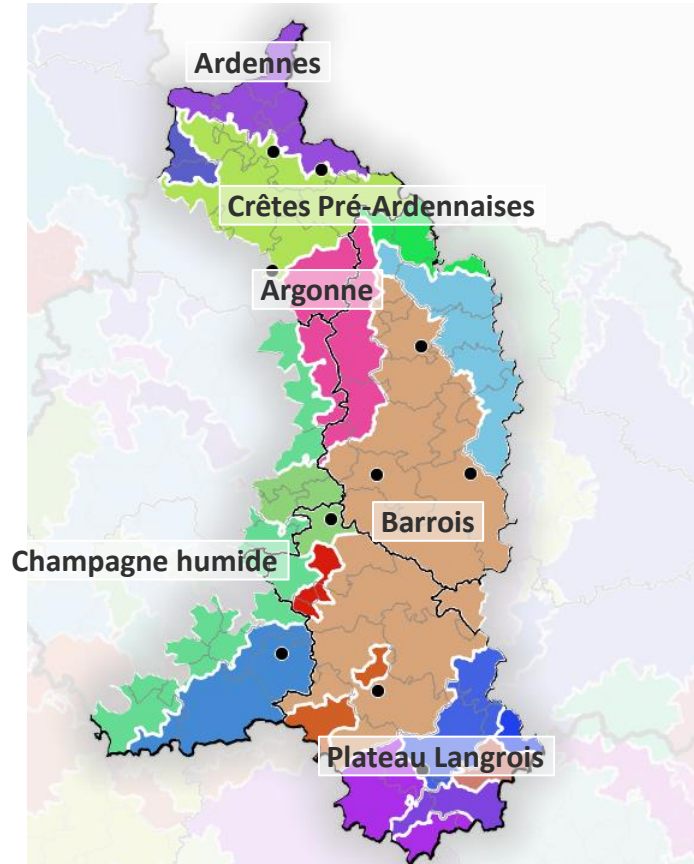 Ardennes
Crêtes Pré-Ardennaises
Argonne
Barrois
Champagne humide
Plateau Langrois